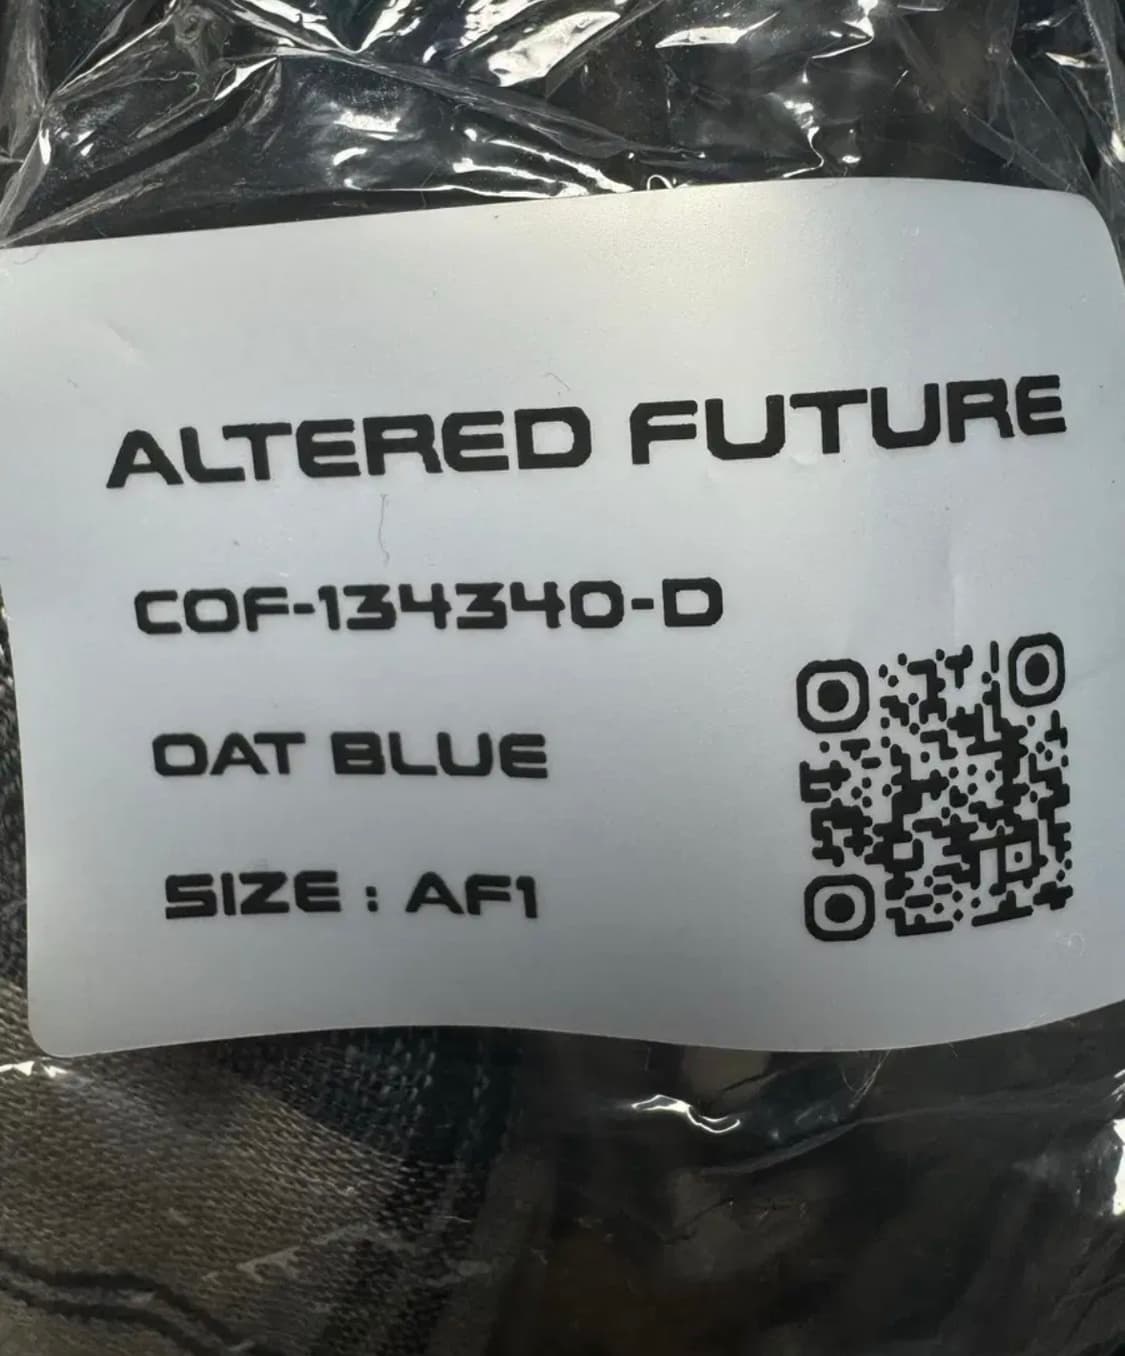 ALTERED FUTURE
COF-134340-D
OAT BLUE
SIZE : AF1